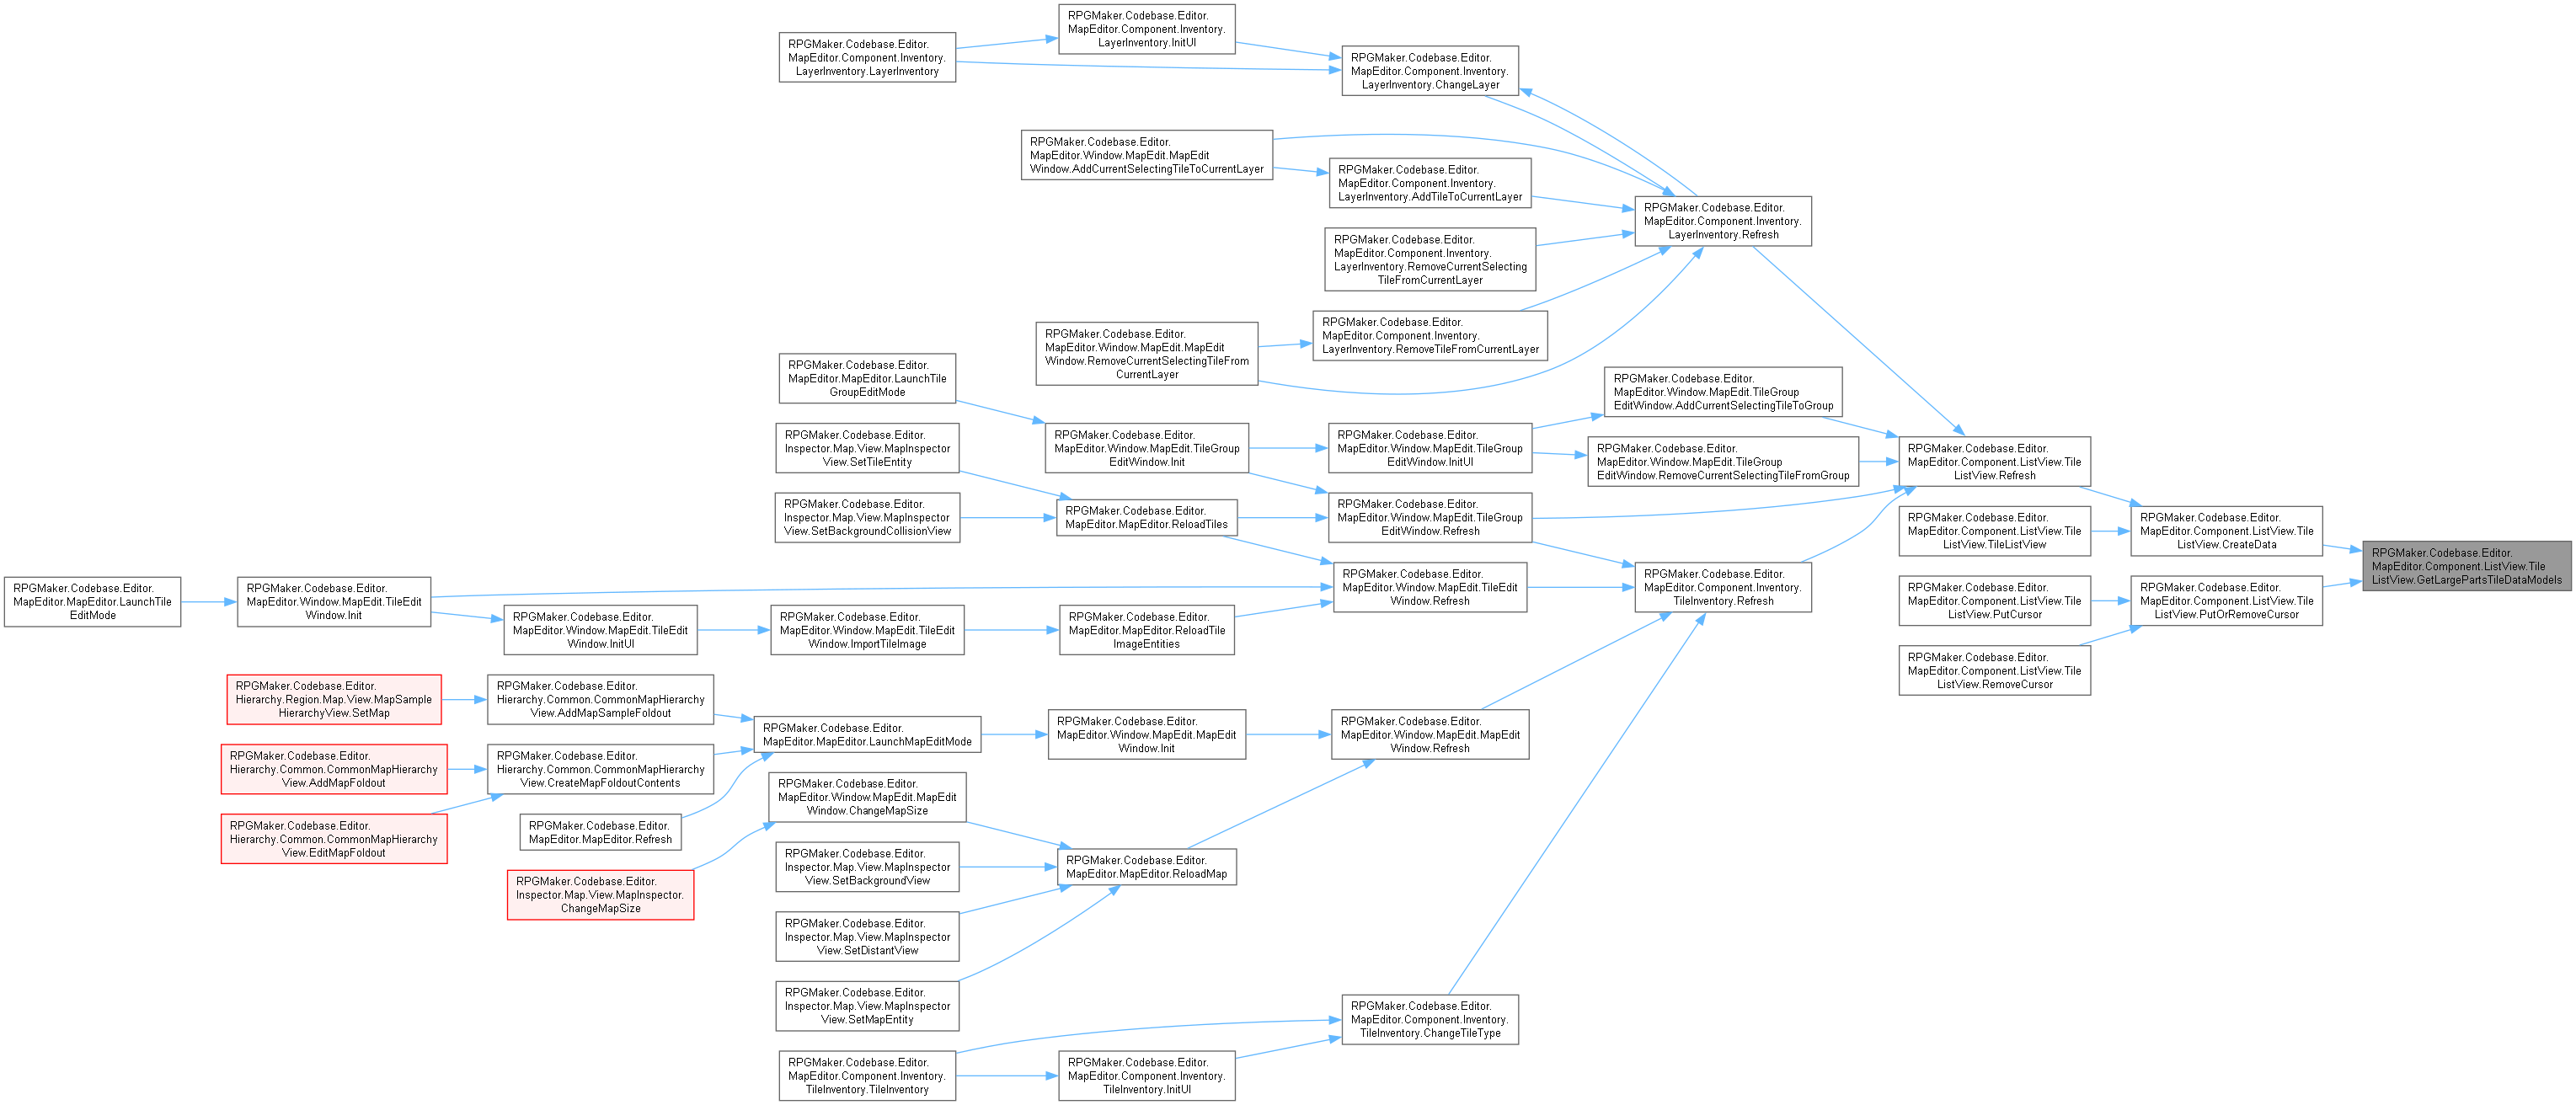 RPGMaker.Codebase.Editor.
MapEditor.Component.Inventory.
LayerInventory.InitUI
RPGMaker.Codebase.Editor.
MapEditor.Component.Inventory.
LayerInventory.LayerInventory
RPGMaker.Codebase.Editor.
MapEditor.Component.Inventory.
LayerInventory.ChangeLayer
RPGMaker.Codebase.Editor.
MapEditor.Window.MapEdit.MapEdit
Window.AddCurrentSelectingTileToCurrentLayer
RPGMaker.Codebase.Editor.
MapEditor.Component.Inventory.
LayerInventory.AddTileToCurrentLayer
RPGMaker.Codebase.Editor.
MapEditor.Component.Inventory.
LayerInventory.Refresh
RPGMaker.Codebase.Editor.
MapEditor.Component.Inventory.
LayerInventory.RemoveCurrentSelecting
TileFromCurrentLayer
RPGMaker.Codebase.Editor.
MapEditor.Component.Inventory.
LayerInventory.RemoveTileFromCurrentLayer
RPGMaker.Codebase.Editor.
MapEditor.Window.MapEdit.MapEdit
Window.RemoveCurrentSelectingTileFrom
CurrentLayer
RPGMaker.Codebase.Editor.
MapEditor.MapEditor.LaunchTile
GroupEditMode
RPGMaker.Codebase.Editor.
MapEditor.Window.MapEdit.TileGroup
EditWindow.AddCurrentSelectingTileToGroup
RPGMaker.Codebase.Editor.
Inspector.Map.View.MapInspector
View.SetTileEntity
RPGMaker.Codebase.Editor.
MapEditor.Window.MapEdit.TileGroup
EditWindow.Init
RPGMaker.Codebase.Editor.
MapEditor.Window.MapEdit.TileGroup
EditWindow.InitUI
RPGMaker.Codebase.Editor.
MapEditor.Window.MapEdit.TileGroup
EditWindow.RemoveCurrentSelectingTileFromGroup
RPGMaker.Codebase.Editor.
MapEditor.Component.ListView.Tile
ListView.Refresh
RPGMaker.Codebase.Editor.
Inspector.Map.View.MapInspector
View.SetBackgroundCollisionView
RPGMaker.Codebase.Editor.
MapEditor.MapEditor.ReloadTiles
RPGMaker.Codebase.Editor.
MapEditor.Window.MapEdit.TileGroup
EditWindow.Refresh
RPGMaker.Codebase.Editor.
MapEditor.Component.ListView.Tile
ListView.TileListView
RPGMaker.Codebase.Editor.
MapEditor.Component.ListView.Tile
ListView.CreateData
RPGMaker.Codebase.Editor.
MapEditor.Component.ListView.Tile
ListView.GetLargePartsTileDataModels
RPGMaker.Codebase.Editor.
MapEditor.MapEditor.LaunchTile
EditMode
RPGMaker.Codebase.Editor.
MapEditor.Window.MapEdit.TileEdit
Window.Init
RPGMaker.Codebase.Editor.
MapEditor.Window.MapEdit.TileEdit
Window.InitUI
RPGMaker.Codebase.Editor.
MapEditor.Window.MapEdit.TileEdit
Window.ImportTileImage
RPGMaker.Codebase.Editor.
MapEditor.MapEditor.ReloadTile
ImageEntities
RPGMaker.Codebase.Editor.
MapEditor.Window.MapEdit.TileEdit
Window.Refresh
RPGMaker.Codebase.Editor.
MapEditor.Component.Inventory.
TileInventory.Refresh
RPGMaker.Codebase.Editor.
MapEditor.Component.ListView.Tile
ListView.PutCursor
RPGMaker.Codebase.Editor.
MapEditor.Component.ListView.Tile
ListView.PutOrRemoveCursor
RPGMaker.Codebase.Editor.
MapEditor.Component.ListView.Tile
ListView.RemoveCursor
RPGMaker.Codebase.Editor.
Hierarchy.Region.Map.View.MapSample
HierarchyView.SetMap
RPGMaker.Codebase.Editor.
Hierarchy.Common.CommonMapHierarchy
View.AddMapSampleFoldout
RPGMaker.Codebase.Editor.
MapEditor.MapEditor.LaunchMapEditMode
RPGMaker.Codebase.Editor.
MapEditor.Window.MapEdit.MapEdit
Window.Init
RPGMaker.Codebase.Editor.
MapEditor.Window.MapEdit.MapEdit
Window.Refresh
RPGMaker.Codebase.Editor.
Hierarchy.Common.CommonMapHierarchy
View.AddMapFoldout
RPGMaker.Codebase.Editor.
Hierarchy.Common.CommonMapHierarchy
View.CreateMapFoldoutContents
RPGMaker.Codebase.Editor.
MapEditor.Window.MapEdit.MapEdit
Window.ChangeMapSize
RPGMaker.Codebase.Editor.
Hierarchy.Common.CommonMapHierarchy
View.EditMapFoldout
RPGMaker.Codebase.Editor.
MapEditor.MapEditor.Refresh
RPGMaker.Codebase.Editor.
Inspector.Map.View.MapInspector
View.SetBackgroundView
RPGMaker.Codebase.Editor.
MapEditor.MapEditor.ReloadMap
RPGMaker.Codebase.Editor.
Inspector.Map.View.MapInspector.
ChangeMapSize
RPGMaker.Codebase.Editor.
Inspector.Map.View.MapInspector
View.SetDistantView
RPGMaker.Codebase.Editor.
Inspector.Map.View.MapInspector
View.SetMapEntity
RPGMaker.Codebase.Editor.
MapEditor.Component.Inventory.
TileInventory.ChangeTileType
RPGMaker.Codebase.Editor.
MapEditor.Component.Inventory.
TileInventory.TileInventory
RPGMaker.Codebase.Editor.
MapEditor.Component.Inventory.
TileInventory.InitUI